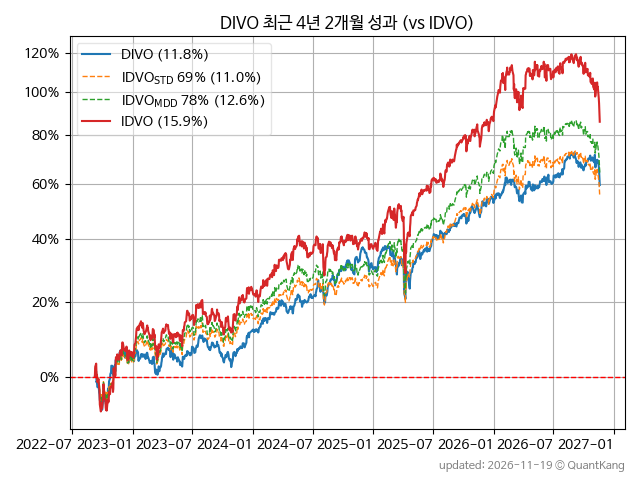 DIVO 최근 4년 2개월 성과 (vs IDVO)
DIVO (11.8%)
IDVO_STD 69% (11.0%)
IDVO_MDD 78% (12.6%)
IDVO (15.9%)
120%
100%
80%
60%
40%
20%
0%
2022-07 2023-01 2023-07 2024-01 2024-07 2025-01 2025-07 2026-01 2026-07 2027-01
updated: 2026-11-19 © QuantKang